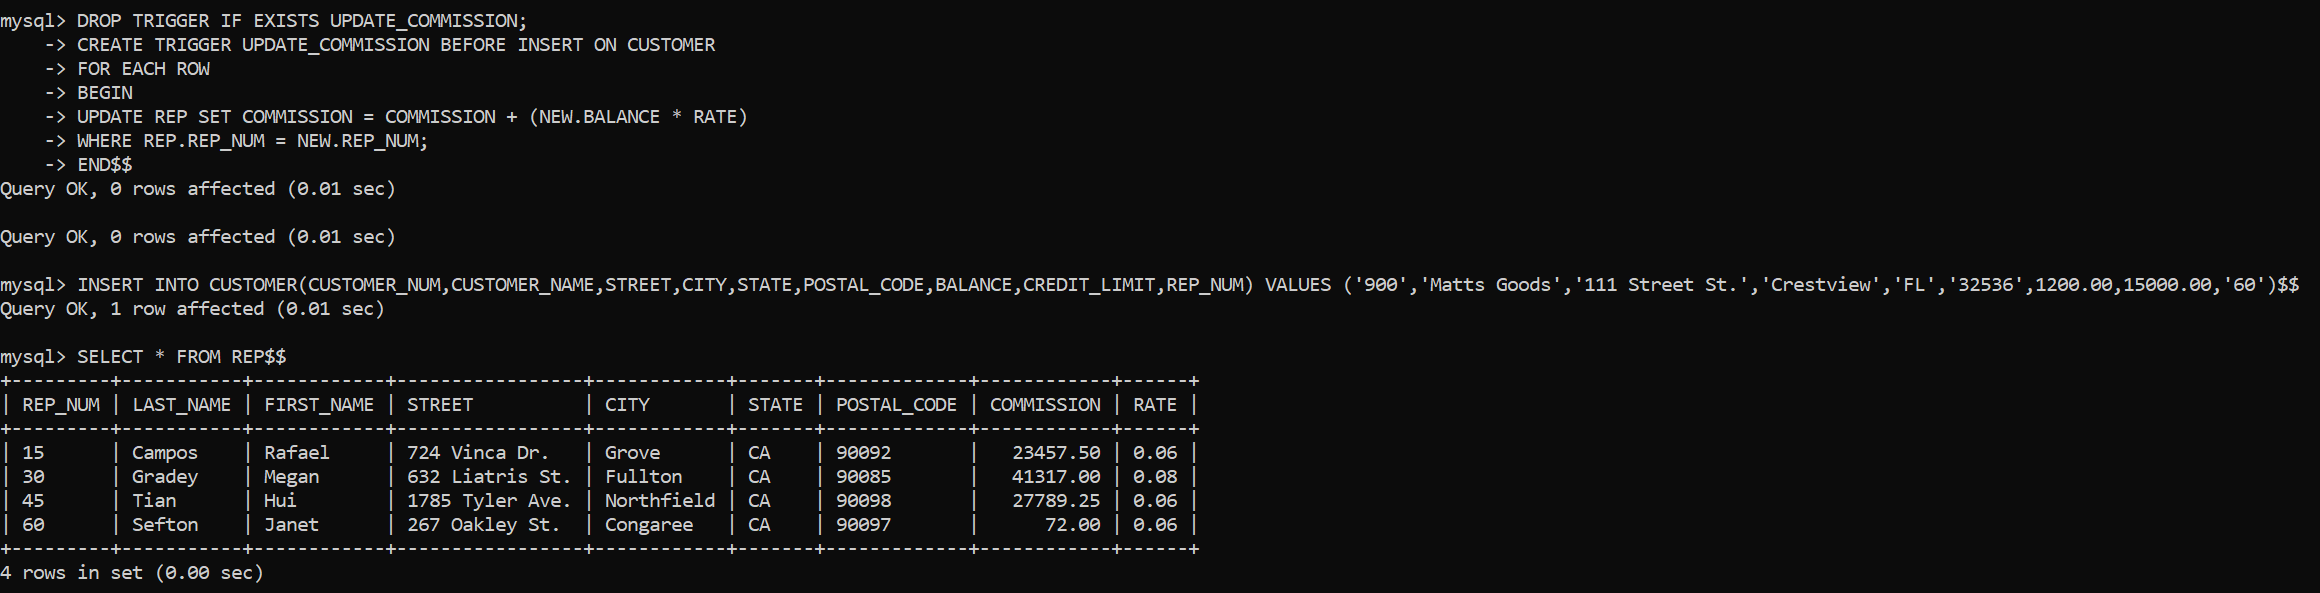 mysql> DROP TRIGGER IF EXISTS UPDATE_COMMISSION;
    -> CREATE TRIGGER UPDATE_COMMISSION BEFORE INSERT ON CUSTOMER
    -> FOR EACH ROW
    -> BEGIN
    -> UPDATE REP SET COMMISSION = COMMISSION + (NEW.BALANCE * RATE)
    -> WHERE REP.REP_NUM = NEW.REP_NUM;
    -> END$$
Query OK, 0 rows affected (0.01 sec)

Query OK, 0 rows affected (0.01 sec)

mysql> INSERT INTO CUSTOMER(CUSTOMER_NUM,CUSTOMER_NAME,STREET,CITY,STATE,POSTAL_CODE,BALANCE,CREDIT_LIMIT,REP_NUM) VALUES ('900','Matts Goods','111 Street St.','Crestview','FL','32536',1200.00,15000.00,'60')$$
Query OK, 1 row affected (0.01 sec)

mysql> SELECT * FROM REP$$
+---------+-----------+------------+-----------------+------------+-------+-------------+------------+------+
| REP_NUM | LAST_NAME | FIRST_NAME | STREET          | CITY       | STATE | POSTAL_CODE | COMMISSION | RATE |
+---------+-----------+------------+-----------------+------------+-------+-------------+------------+------+
| 15      | Campos    | Rafael     | 724 Vinca Dr.   | Grove      | CA    | 90092       |   23457.50 | 0.06 |
| 30      | Gradey    | Megan      | 632 Liatris St. | Fullton    | CA    | 90085       |   41317.00 | 0.08 |
| 45      | Tian      | Hui        | 1785 Tyler Ave. | Northfield | CA    | 90098       |   27789.25 | 0.06 |
| 60      | Sefton    | Janet      | 267 Oakley St.  | Congaree   | CA    | 90097       |      72.00 | 0.06 |
+---------+-----------+------------+-----------------+------------+-------+-------------+------------+------+
4 rows in set (0.00 sec)